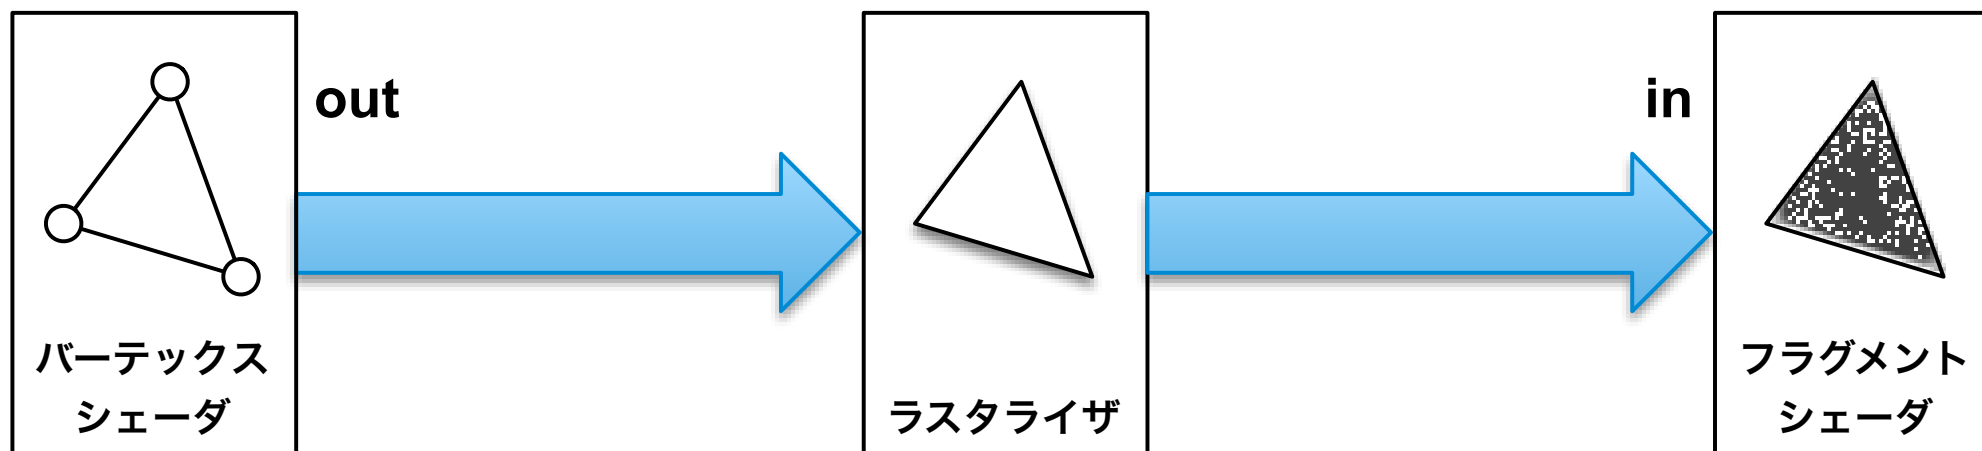 out
in
バーテックス
シェーダ
ラスタライザ
フラグメント
シェーダ